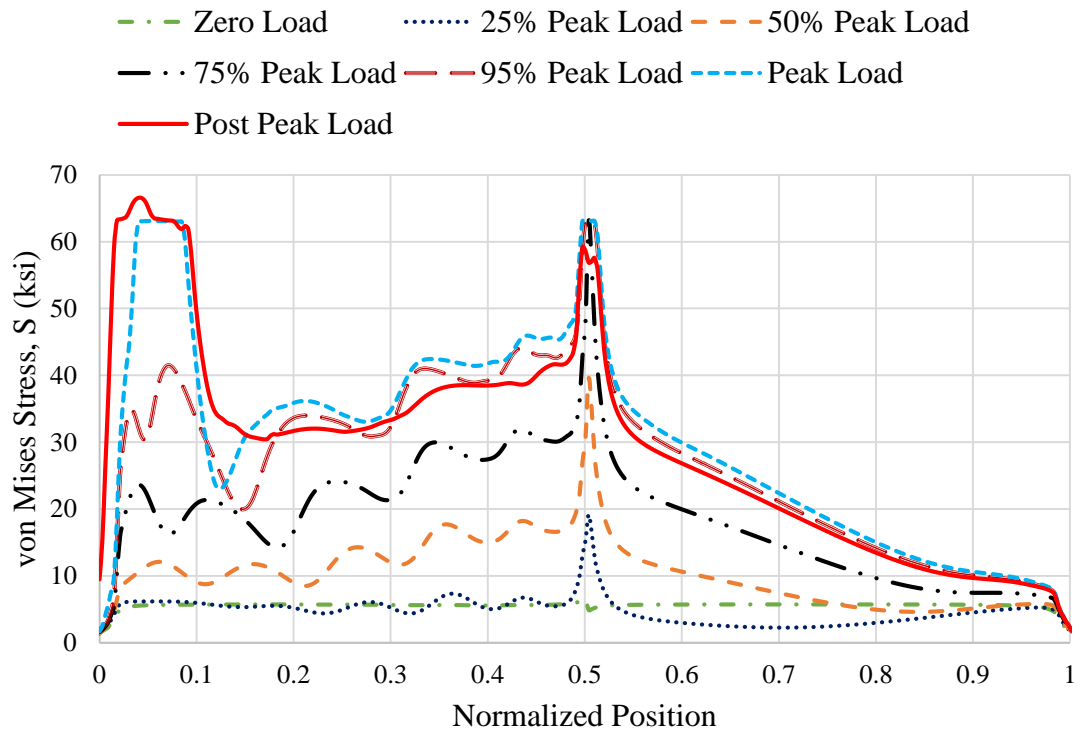 Zero Load 25% Peak Load 50% Peak Load
75% Peak Load 95% Peak Load Peak Load
Post Peak Load
70
60
50
40
30
20
10
0
von Mises Stress, S (ksi)
0 0.1 0.2 0.3 0.4 0.5 0.6 0.7 0.8 0.9 1
Normalized Position